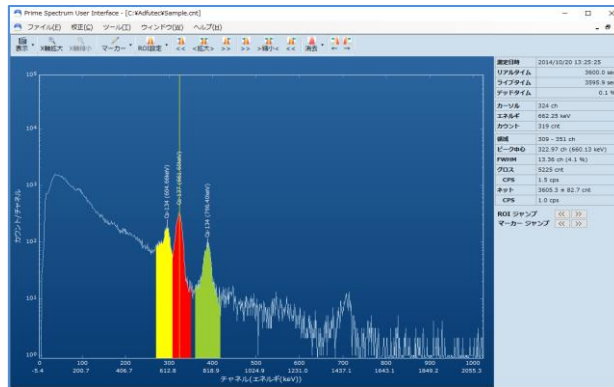 Prime Spectrum User Interface - [C:¥Adfutec¥Sample.cnt]
ファイル(F) 校正(C) ツール(T) ウィンドウ(W) ヘルプ(H)
表示 X軸拡大 X軸縮小 マーカー ROI設定 << <拡大> >> >> >縮小< << 消去 ← →
測定日時 2014/10/20 13:25:25
リアルタイム 3600.0 sec
ライブタイム 3595.9 sec
デッドタイム 0.1 %
カーソル 324 ch
エネルギ 662.25 keV
カウント 319 cnt
領域 309 - 351 ch
ピーク中心 322.97 ch (660.13 keV)
FWHM 13.36 ch (4.1 %)
グロス 5225 cnt
CPS 1.5 cps
ネット 3605.3 ± 82.7 cnt
CPS 1.0 cps
ROI ジャンプ << >>
マーカー ジャンプ << >>
カウント/チャネル
10⁵
10⁴
10³
10²
10¹
10⁰
Cs-134 (604.66keV)
Cs-137 (661.60keV)
Cs-134 (795.40keV)
0 100 200 300 400 500 600 700 800 900 1000
-5.4 200.7 406.7 612.8 818.9 1024.9 1231.0 1437.1 1643.1 1849.2 2055.3
チャネル(エネルギ(keV))